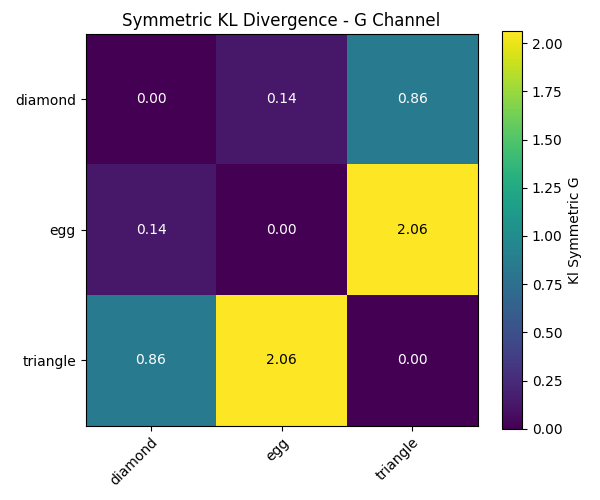 Symmetric KL Divergence - G Channel
diamond
0.00 0.14 0.86
egg
0.14 0.00 2.06
triangle
0.86 2.06 0.00
diamond
egg
triangle
2.00
1.75
1.50
1.25
1.00
0.75
0.50
0.25
0.00
Kl Symmetric G